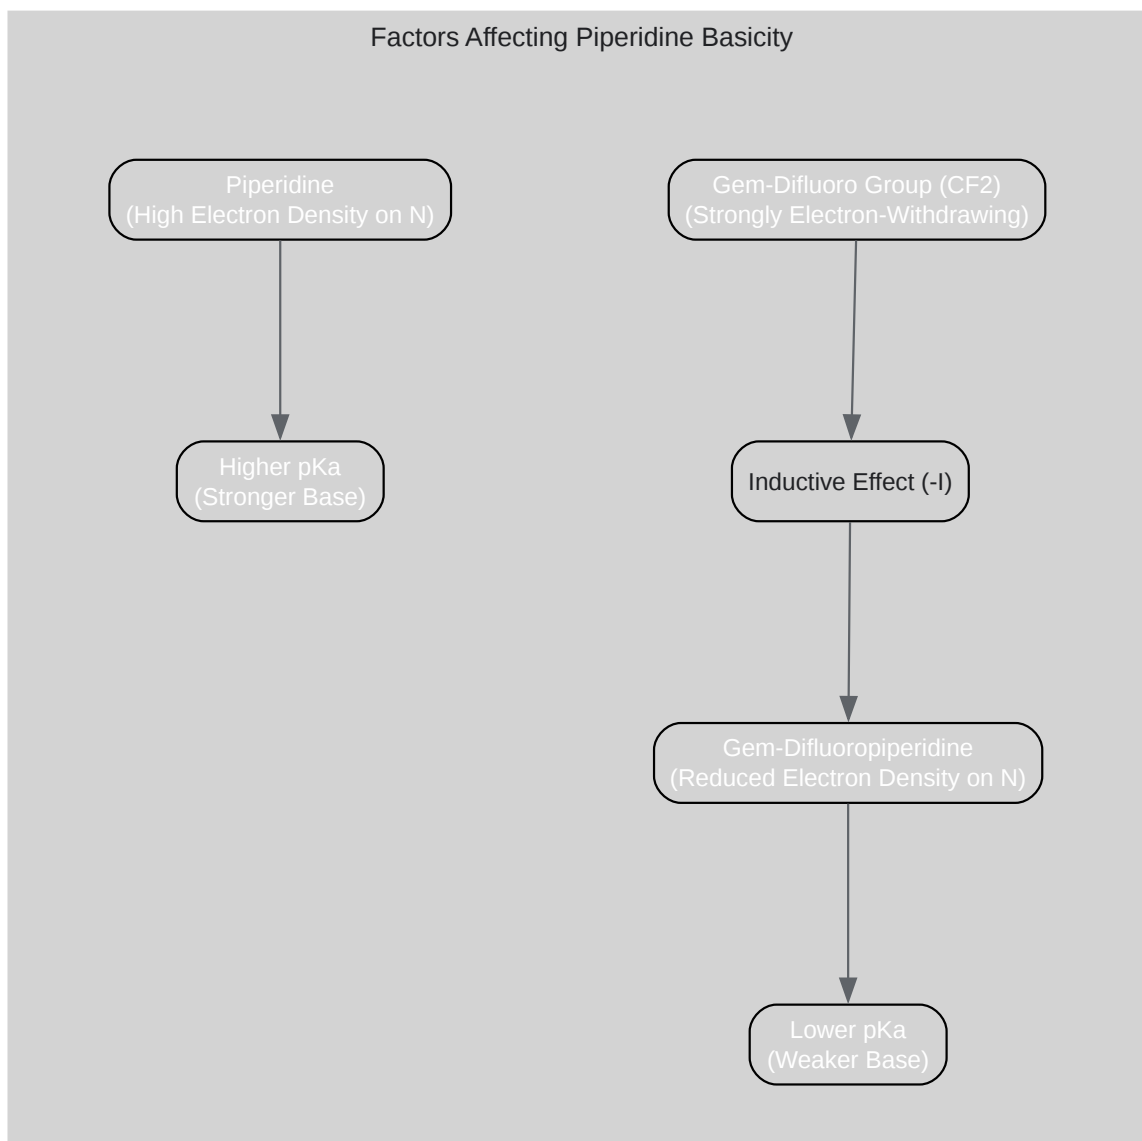 Factors Affecting Piperidine Basicity
Piperidine
(High Electron Density on N)
Gem-Difluoro Group (CF2)
(Strongly Electron-Withdrawing)
Higher pKa
(Stronger Base)
Inductive Effect (-I)
Gem-Difluoropiperidine
(Reduced Electron Density on N)
Lower pKa
(Weaker Base)